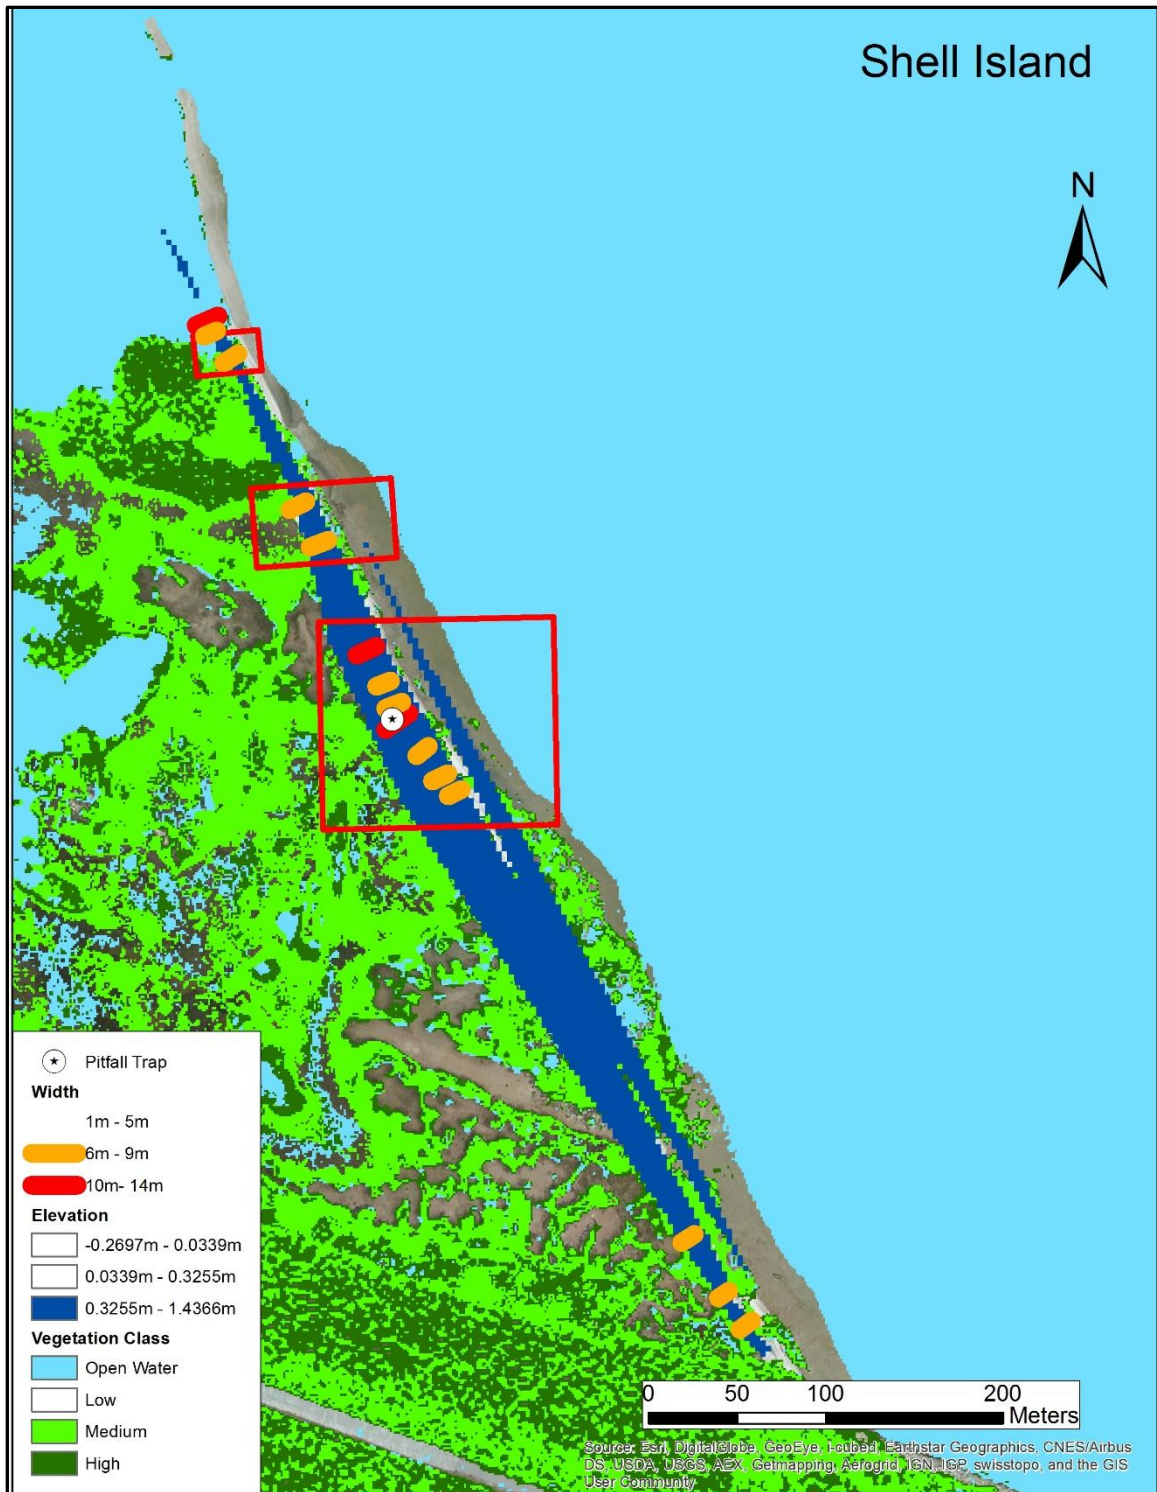 Shell Island
N
Pitfall Trap
Width
1m - 5m
6m - 9m
10m- 14m
Elevation
-0.2697m - 0.0339m
0.0339m - 0.3255m
0.3255m - 1.4366m
Vegetation Class
Open Water
Low
Medium
High
0 50 100 200
Meters
Source: Esri, DigitalGlobe, GeoEye, i-cubed, Earthstar Geographics, CNES/Airbus
DS, USDA, USGS, AEX, Getmapping, Aerogrid, IGN, IGP, swisstopo, and the GIS
User Community